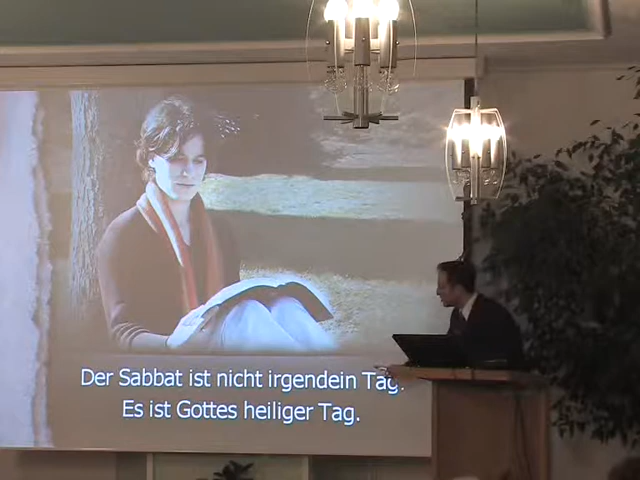 Der Sabbat ist nicht irgendein Tag.
Es ist Gottes heiliger Tag.